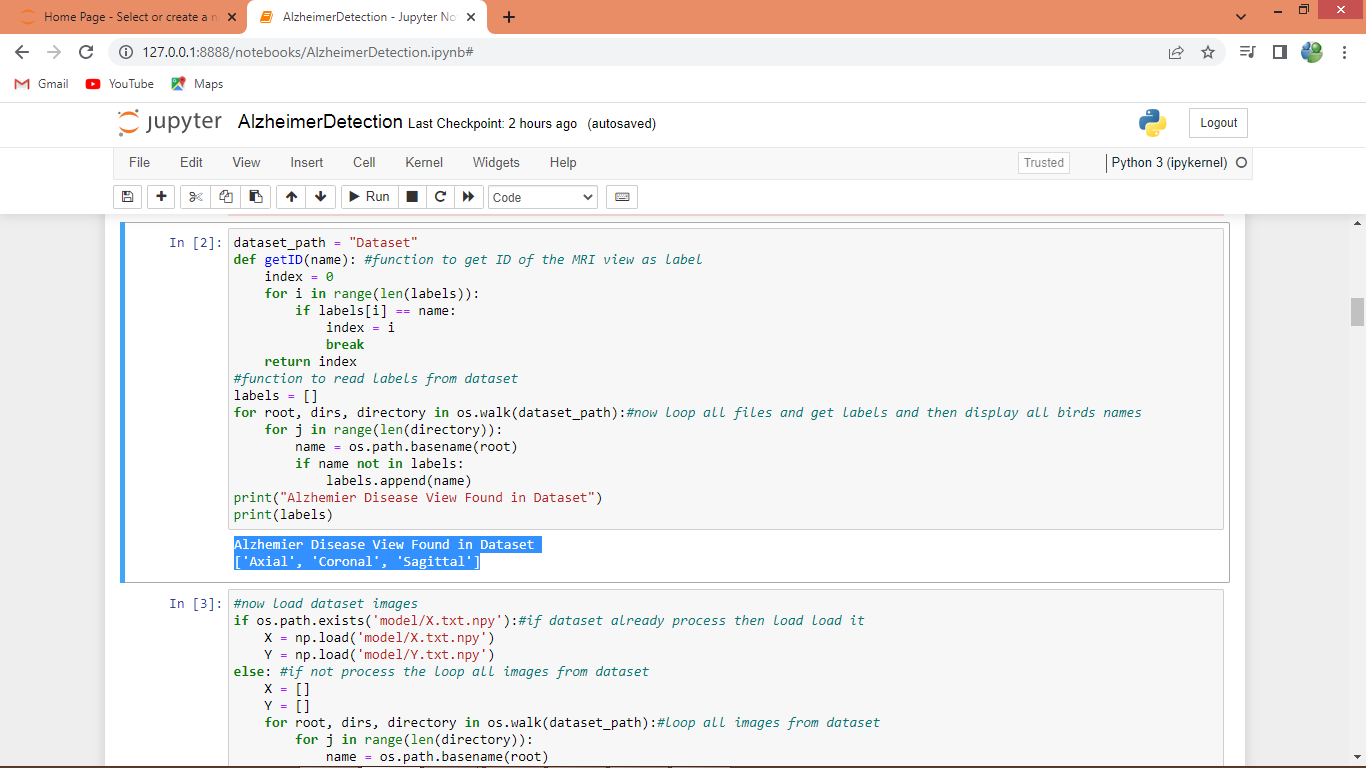 Home Page - Select or create a n
AlzheimerDetection - Jupyter No
127.0.0.1:8888/notebooks/AlzheimerDetection.ipynb#
Gmail YouTube Maps
jupyter AlzheimerDetection Last Checkpoint: 2 hours ago (autosaved)
Logout
File Edit View Insert Cell Kernel Widgets Help
Trusted
Python 3 (ipykernel)
Run
Code
In [2]:
dataset_path = "Dataset"
def getID(name): #function to get ID of the MRI view as label
    index = 0
    for i in range(len(labels)):
        if labels[i] == name:
            index = i
            break
    return index
#function to read labels from dataset
labels = []
for root, dirs, directory in os.walk(dataset_path):#now loop all files and get labels and then display all birds names
    for j in range(len(directory)):
        name = os.path.basename(root)
        if name not in labels:
            labels.append(name)
print("Alzhemier Disease View Found in Dataset")
print(labels)
Alzhemier Disease View Found in Dataset
['Axial', 'Coronal', 'Sagittal']
In [3]:
#now load dataset images
if os.path.exists('model/X.txt.npy'):#if dataset already process then load load it
    X = np.load('model/X.txt.npy')
    Y = np.load('model/Y.txt.npy')
else: #if not process the loop all images from dataset
    X = []
    Y = []
    for root, dirs, directory in os.walk(dataset_path):#loop all images from dataset
        for j in range(len(directory)):
            name = os.path.basename(root)